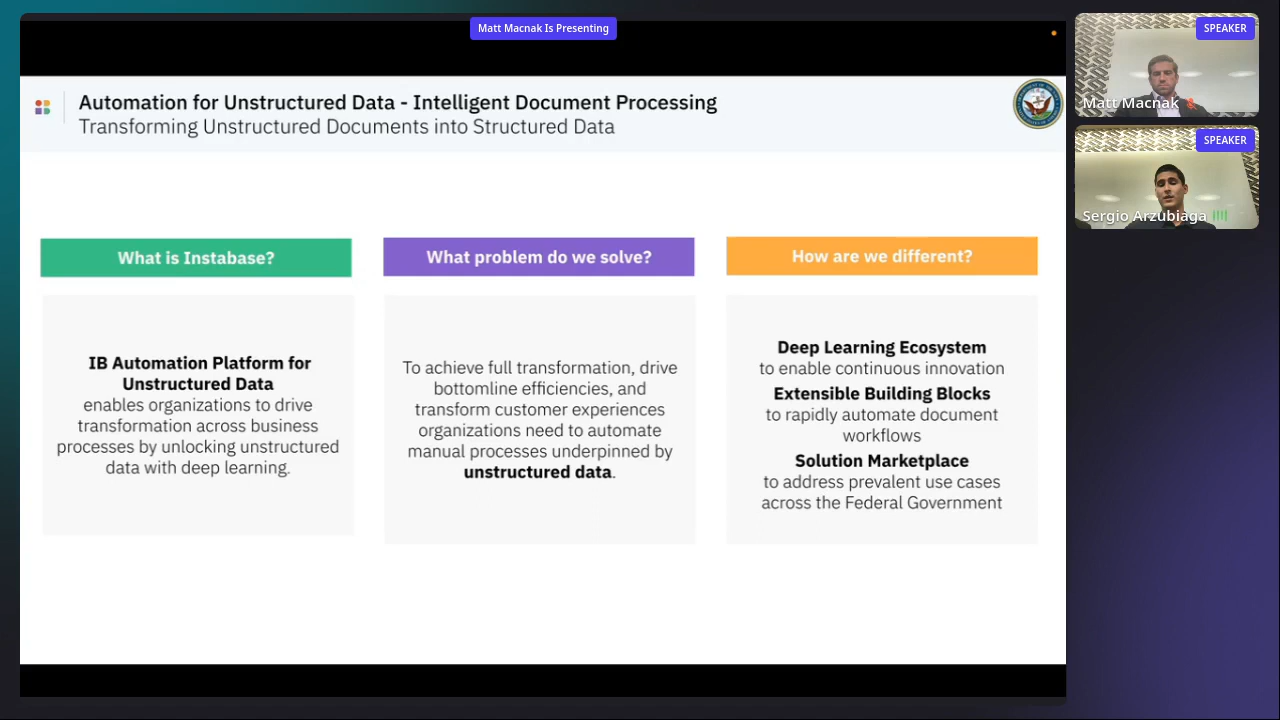 Matt Macnak Is Presenting
SPEAKER
Matt Macnak
SPEAKER
Sergio Arzubiaga
Automation for Unstructured Data - Intelligent Document Processing
Transforming Unstructured Documents into Structured Data
What is Instabase?
IB Automation Platform for
Unstructured Data
enables organizations to drive
transformation across business
processes by unlocking unstructured
data with deep learning.
What problem do we solve?
To achieve full transformation, drive
bottomline efficiencies, and
transform customer experiences
organizations need to automate
manual processes underpinned by
unstructured data.
How are we different?
Deep Learning Ecosystem
to enable continuous innovation
Extensible Building Blocks
to rapidly automate document
workflows
Solution Marketplace
to address prevalent use cases
across the Federal Government